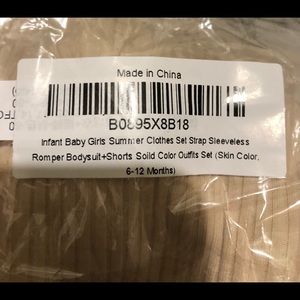 Made in China
B0895X8B18
Infant Baby Girls Summer Clothes Set Strap Sleeveless
Romper Bodysuit+Shorts Solid Color Outfits Set (Skin Color,
6-12 Months)